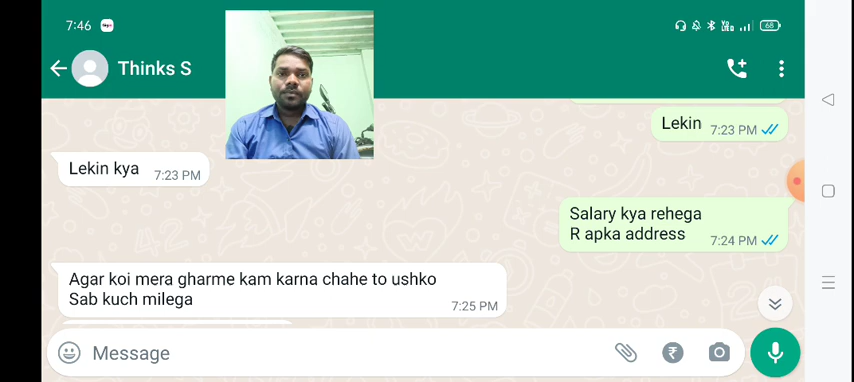 7:46
68
Thinks S
Lekin 7:23 PM
Lekin kya 7:23 PM
Salary kya rehega
R apka address 7:24 PM
Agar koi mera gharme kam karna chahe to ushko
Sab kuch milega 7:25 PM
Message